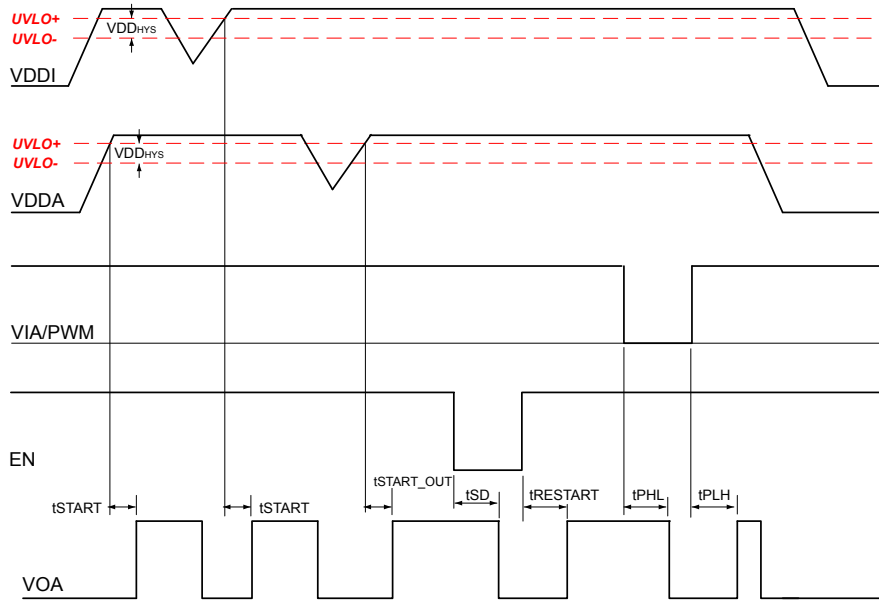 UVLO+
VDDHYS
UVLO-
VDDI
UVLO+
VDDHYS
UVLO-
VDDA
VIA/PWM
EN
tSTART
tSTART
tSTART_OUT
tSD
tRESTART
tPHL
tPLH
VOA